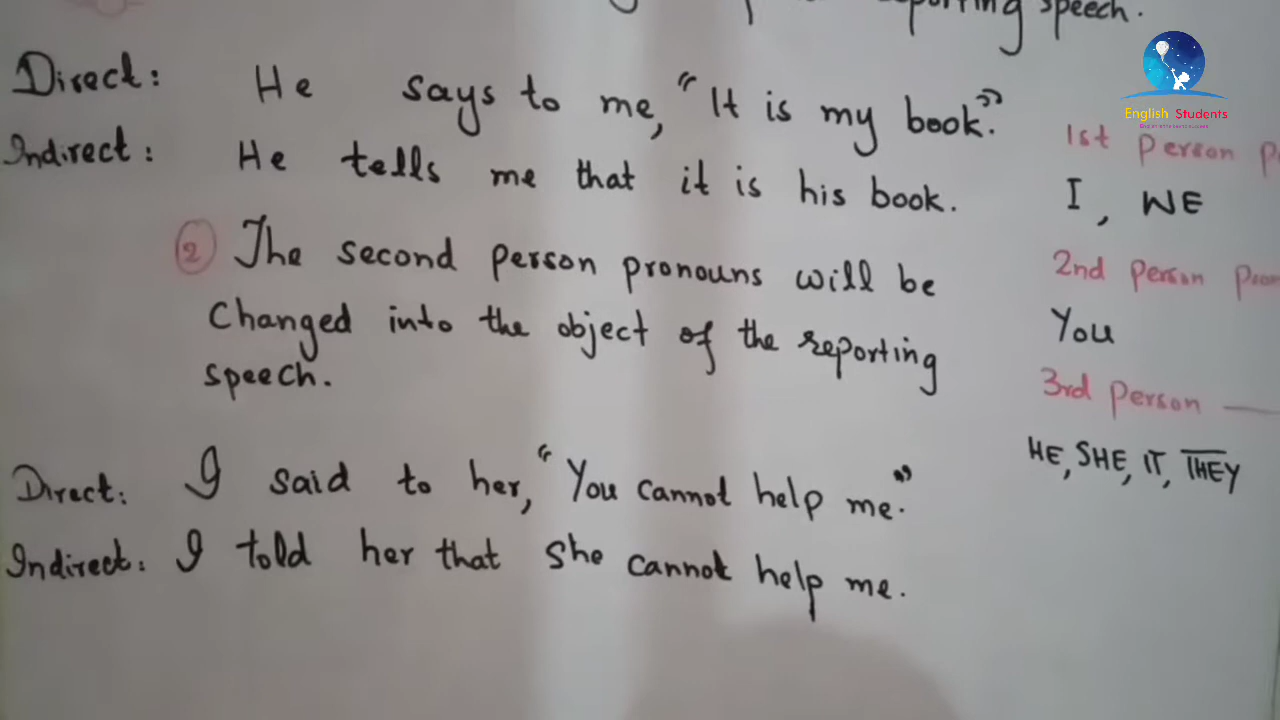 reporting speech.
Direct: He says to me, "It is my book".
Indirect: He tells me that it is his book.
2 The second person pronouns will be
Changed into the object of the reporting
speech.
Direct: I said to her, "You cannot help me."
Indirect: I told her that she cannot help me.
English Students
1st person
I, WE
2nd person
You
3rd person —
HE, SHE, IT, THEY